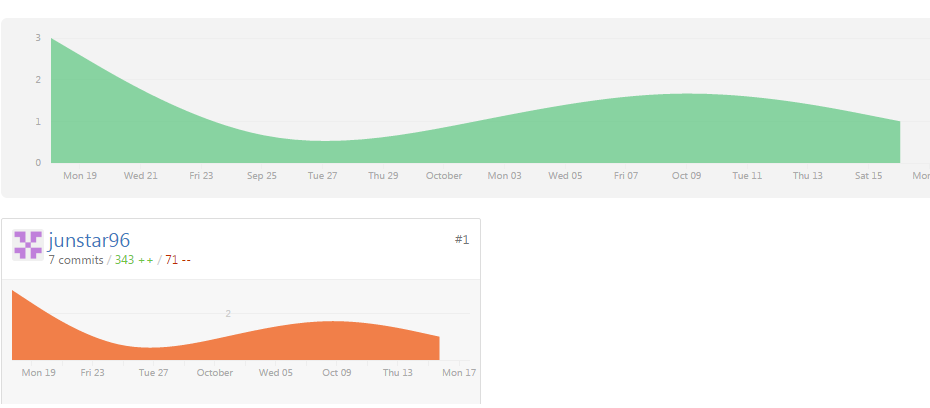 3
2
1
0
Mon 19 Wed 21 Fri 23 Sep 25 Tue 27 Thu 29 October Mon 03 Wed 05 Fri 07 Oct 09 Tue 11 Thu 13 Sat 15 Mon
junstar96 #1
7 commits / 343 ++ / 71 --
2
Mon 19 Fri 23 Tue 27 October Wed 05 Oct 09 Thu 13 Mon 17